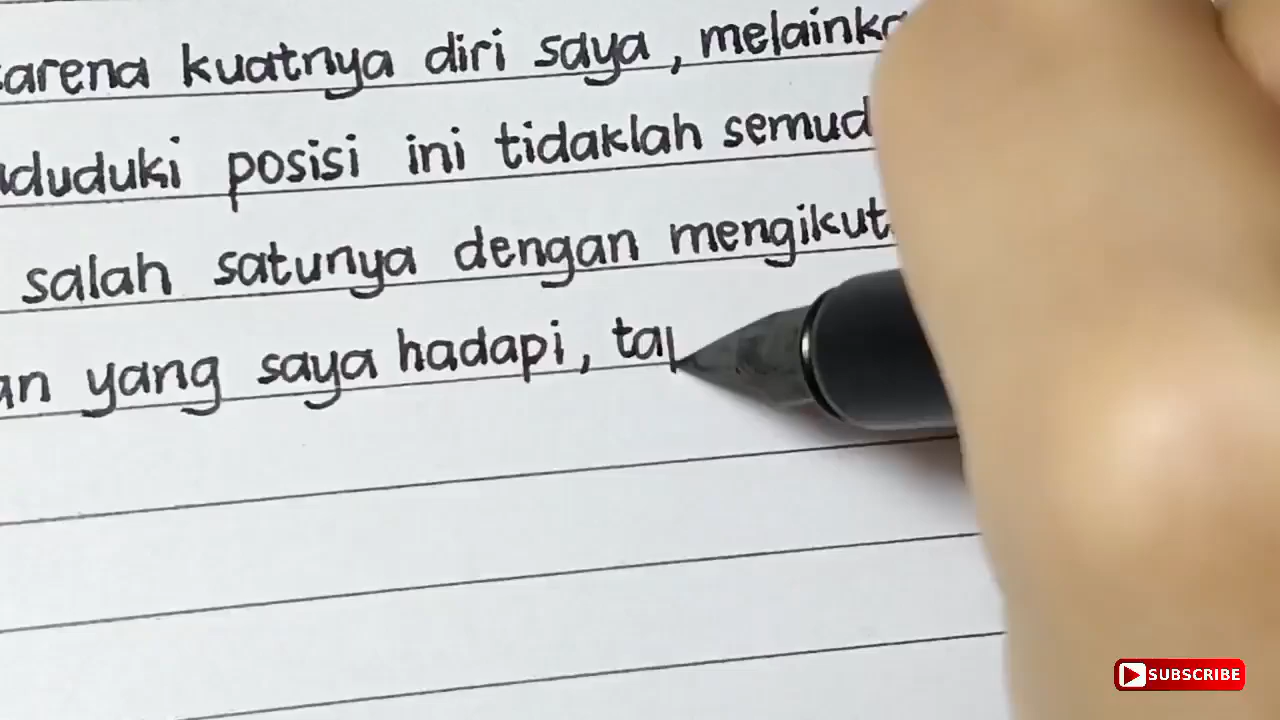 karena kuatnya diri saya, melainka
duduki posisi ini tidaklah semud
salah satunya dengan mengikut
an yang saya hadapi, ta
SUBSCRIBE